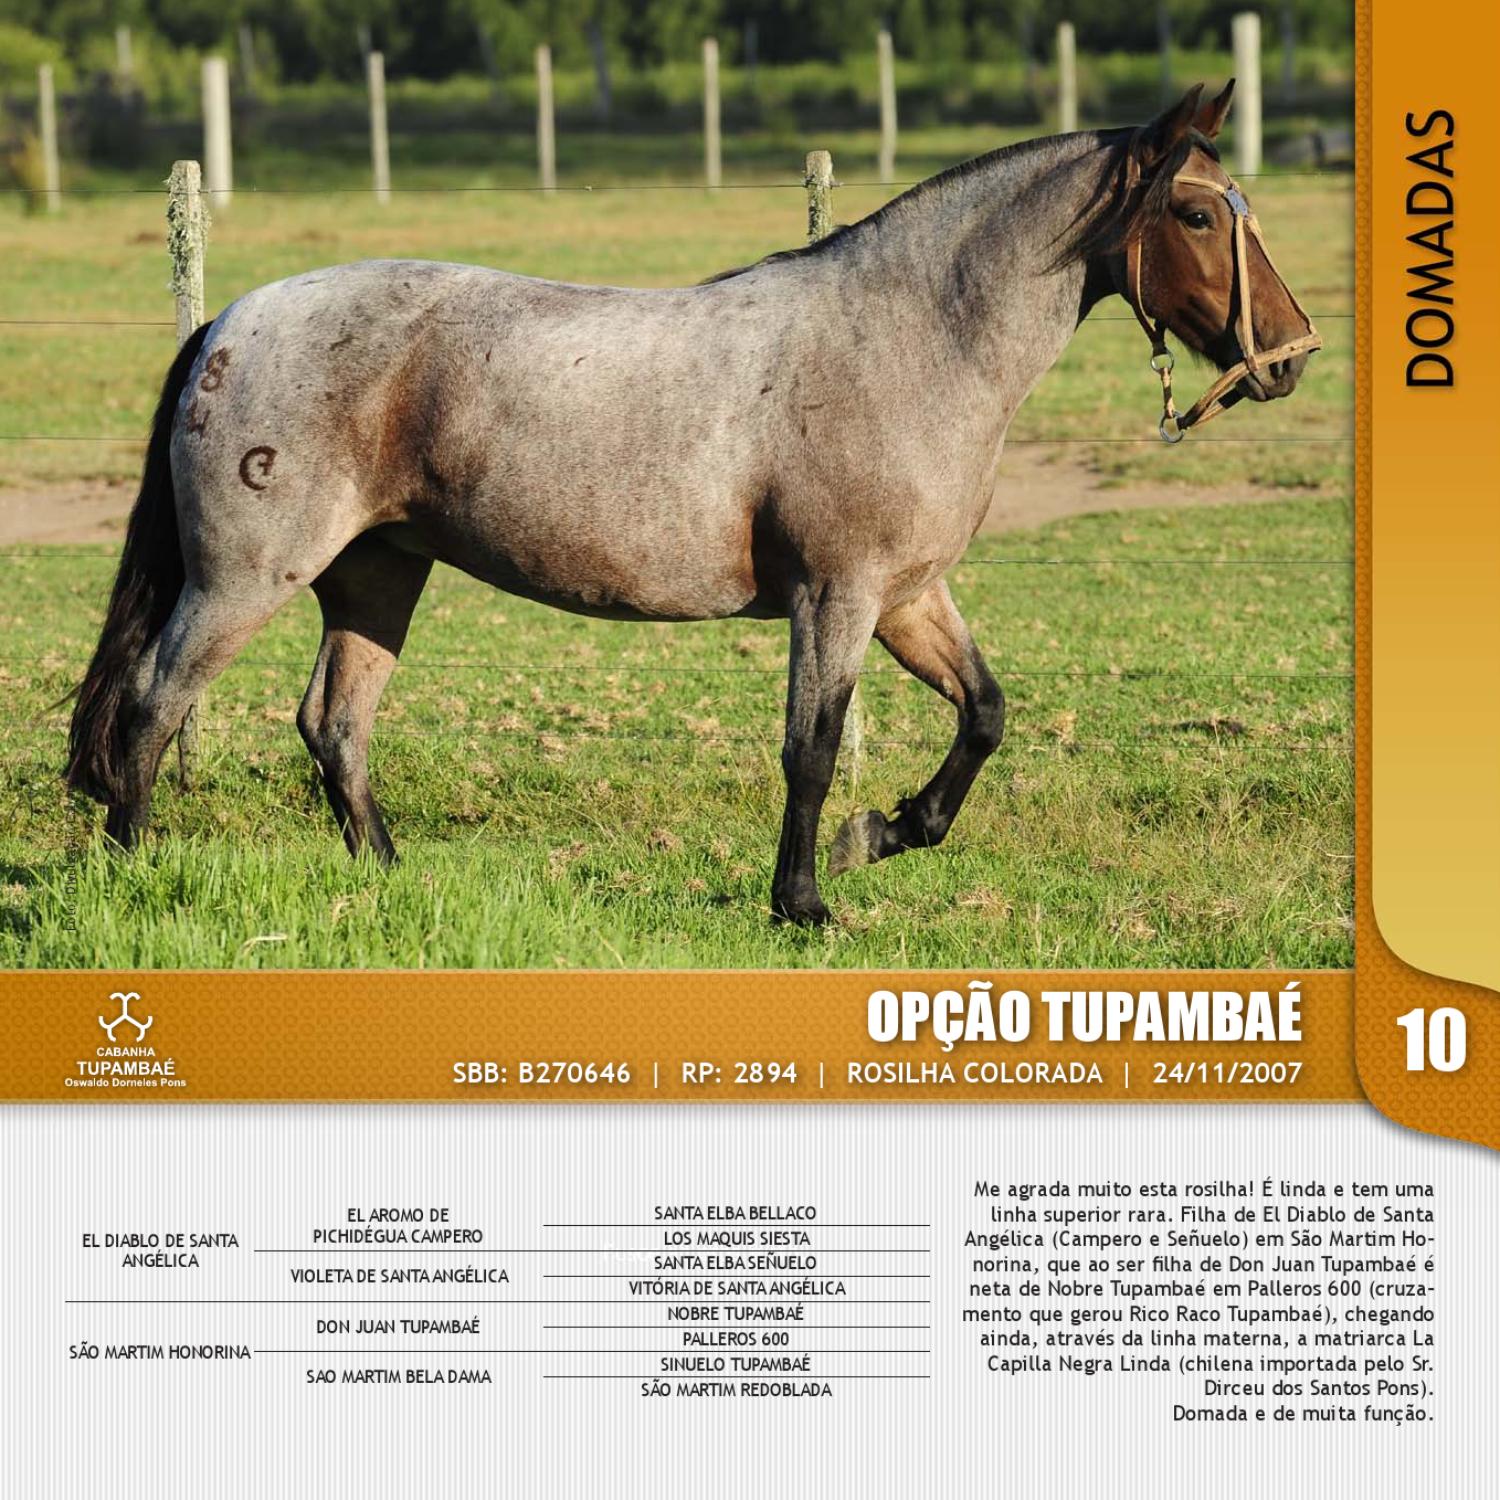 DOMADAS
CABANHA
TUPAMBAÉ
Oswaldo Dorneles Pons
OPÇÃO TUPAMBAÉ
SBB: B270646 | RP: 2894 | ROSILHA COLORADA | 24/11/2007
10
EL DIABLO DE SANTA
ANGÉLICA
SÃO MARTIM HONORINA
EL AROMO DE
PICHIDÉGUA CAMPERO
VIOLETA DE SANTA ANGÉLICA
DON JUAN TUPAMBAÉ
SAO MARTIM BELA DAMA
SANTA ELBA BELLACO
LOS MAQUIS SIESTA
SANTA ELBA SEÑUELO
VITÓRIA DE SANTA ANGÉLICA
NOBRE TUPAMBAÉ
PALLEROS 600
SINUELO TUPAMBAÉ
SÃO MARTIM REDOBLADA
Me agrada muito esta rosilha! É linda e tem uma
linha superior rara. Filha de El Diablo de Santa
Angélica (Campero e Señuelo) em São Martim Ho-
norina, que ao ser filha de Don Juan Tupambaé é
neta de Nobre Tupambaé em Palleros 600 (cruza-
mento que gerou Rico Raco Tupambaé), chegando
ainda, através da linha materna, a matriarca La
Capilla Negra Linda (chilena importada pelo Sr.
Dirceu dos Santos Pons).
Domada e de muita função.